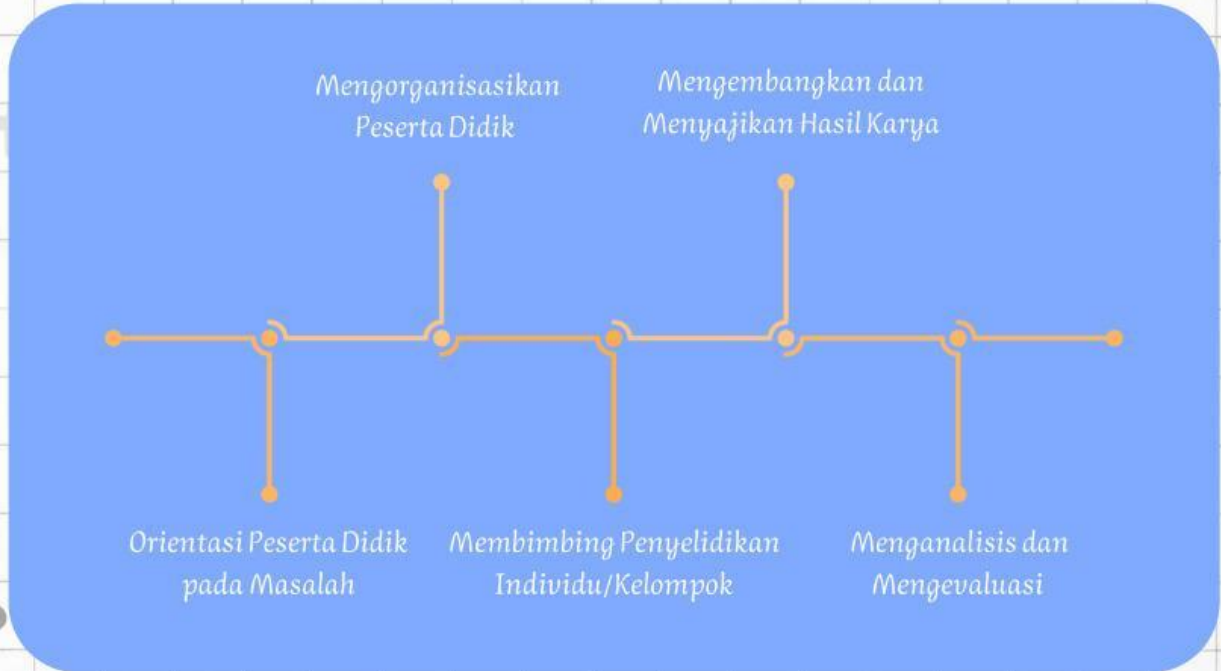 Mengorganisasikan
Peserta Didik
Mengembangkan dan
Menyajikan Hasil Karya
Orientasi Peserta Didik
pada Masalah
Membimbing Penyelidikan
Individu/Kelompok
Menganalisis dan
Mengevaluasi